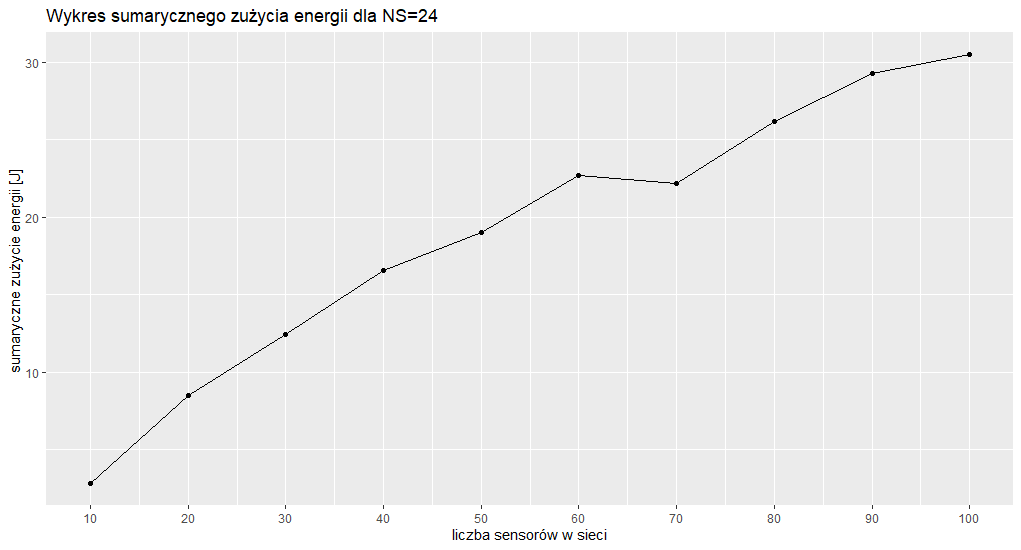 Wykres sumarycznego zużycia energii dla NS=24
sumaryczne zużycie energii [J]
30
20
10
10 20 30 40 50 60 70 80 90 100
liczba sensorów w sieci